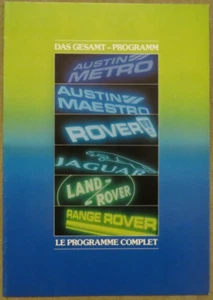 DAS GESAMT-PROGRAMM
AUSTIN
METRO
AUSTIN
MAESTRO
ROVER
JAGUAR
LAND
ROVER
RANGE ROVER
LE PROGRAMME COMPLET